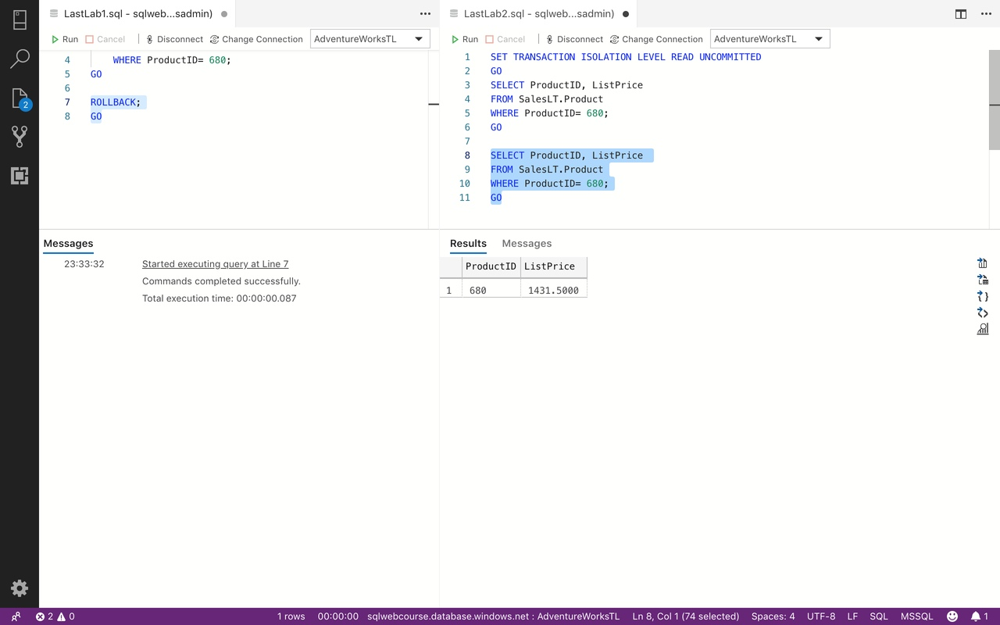 LastLab1.sql - sqlweb...sadmin)
Run Cancel Disconnect Change Connection AdventureWorksTL
4 WHERE ProductID= 680;
5 GO
6
7 ROLLBACK;
8 GO
Messages
23:33:32 Started executing query at Line 7
Commands completed successfully.
Total execution time: 00:00:00.087
LastLab2.sql - sqlweb...sadmin)
Run Cancel Disconnect Change Connection AdventureWorksTL
1 SET TRANSACTION ISOLATION LEVEL READ UNCOMMITTED
2 GO
3 SELECT ProductID, ListPrice
4 FROM SalesLT.Product
5 WHERE ProductID= 680;
6 GO
7
8 SELECT ProductID, ListPrice
9 FROM SalesLT.Product
10 WHERE ProductID= 680;
11 GO
Results Messages
ProductID ListPrice
1 680 1431.5000
2
2 0 1 rows 00:00:00 sqlwebcourse.database.windows.net : AdventureWorksTL Ln 8, Col 1 (74 selected) Spaces: 4 UTF-8 LF SQL MSSQL 1